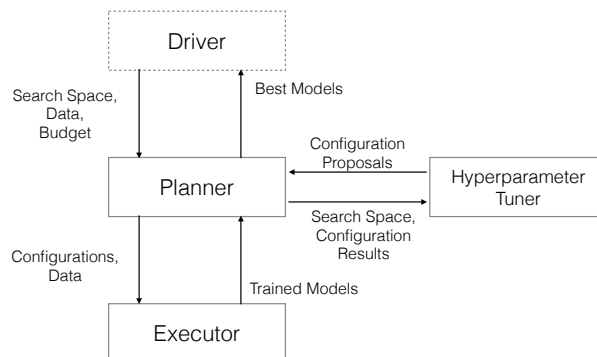 Driver
Search Space,
Data,
Budget
Best Models
Configuration
Proposals
Planner
Hyperparameter
Tuner
Search Space,
Configuration
Results
Configurations,
Data
Trained Models
Executor